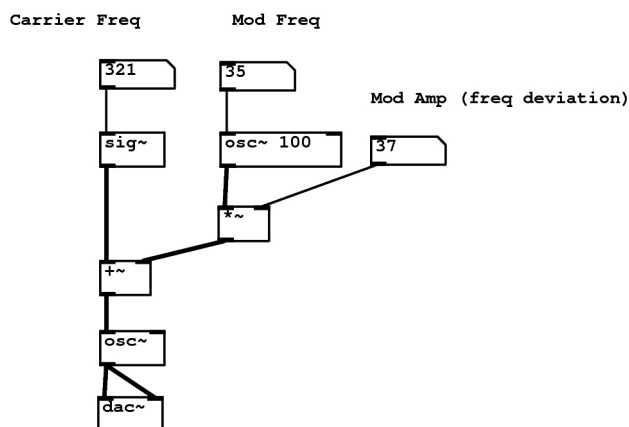 Carrier Freq
Mod Freq
321
35
Mod Amp (freq deviation)
sig~
osc~ 100
37
*~
+~
osc~
dac~